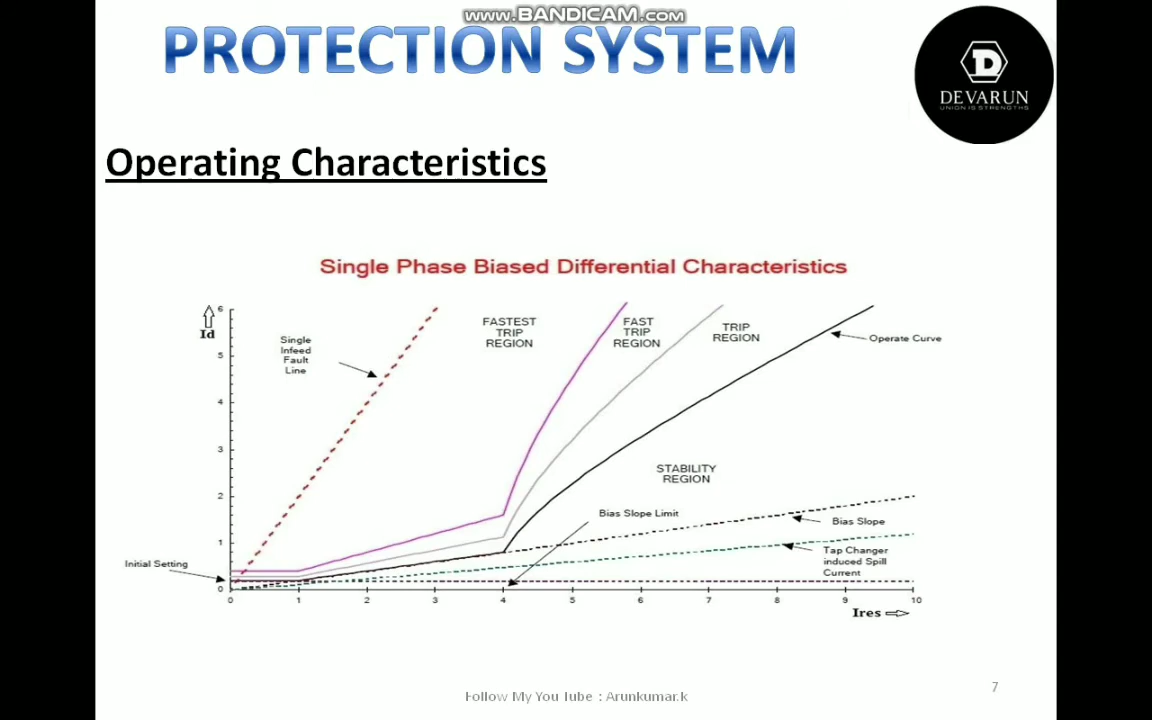 www.BANDICAM.com
PROTECTION SYSTEM
D
DEVARUN
UNION IS STRENGTHS
Operating Characteristics
Single Phase Biased Differential Characteristics
Id
6
5
4
3
2
1
0
Single
Infeed
Fault
Line
FASTEST
TRIP
REGION
FAST
TRIP
REGION
TRIP
REGION
Operate Curve
STABILITY
REGION
Bias Slope Limit
Bias Slope
Tap Changer
induced Spill
Current
Initial Setting
0 1 2 3 4 5 6 7 8 9 10
Ires
Follow My You Tube : Arunkumar.k
7